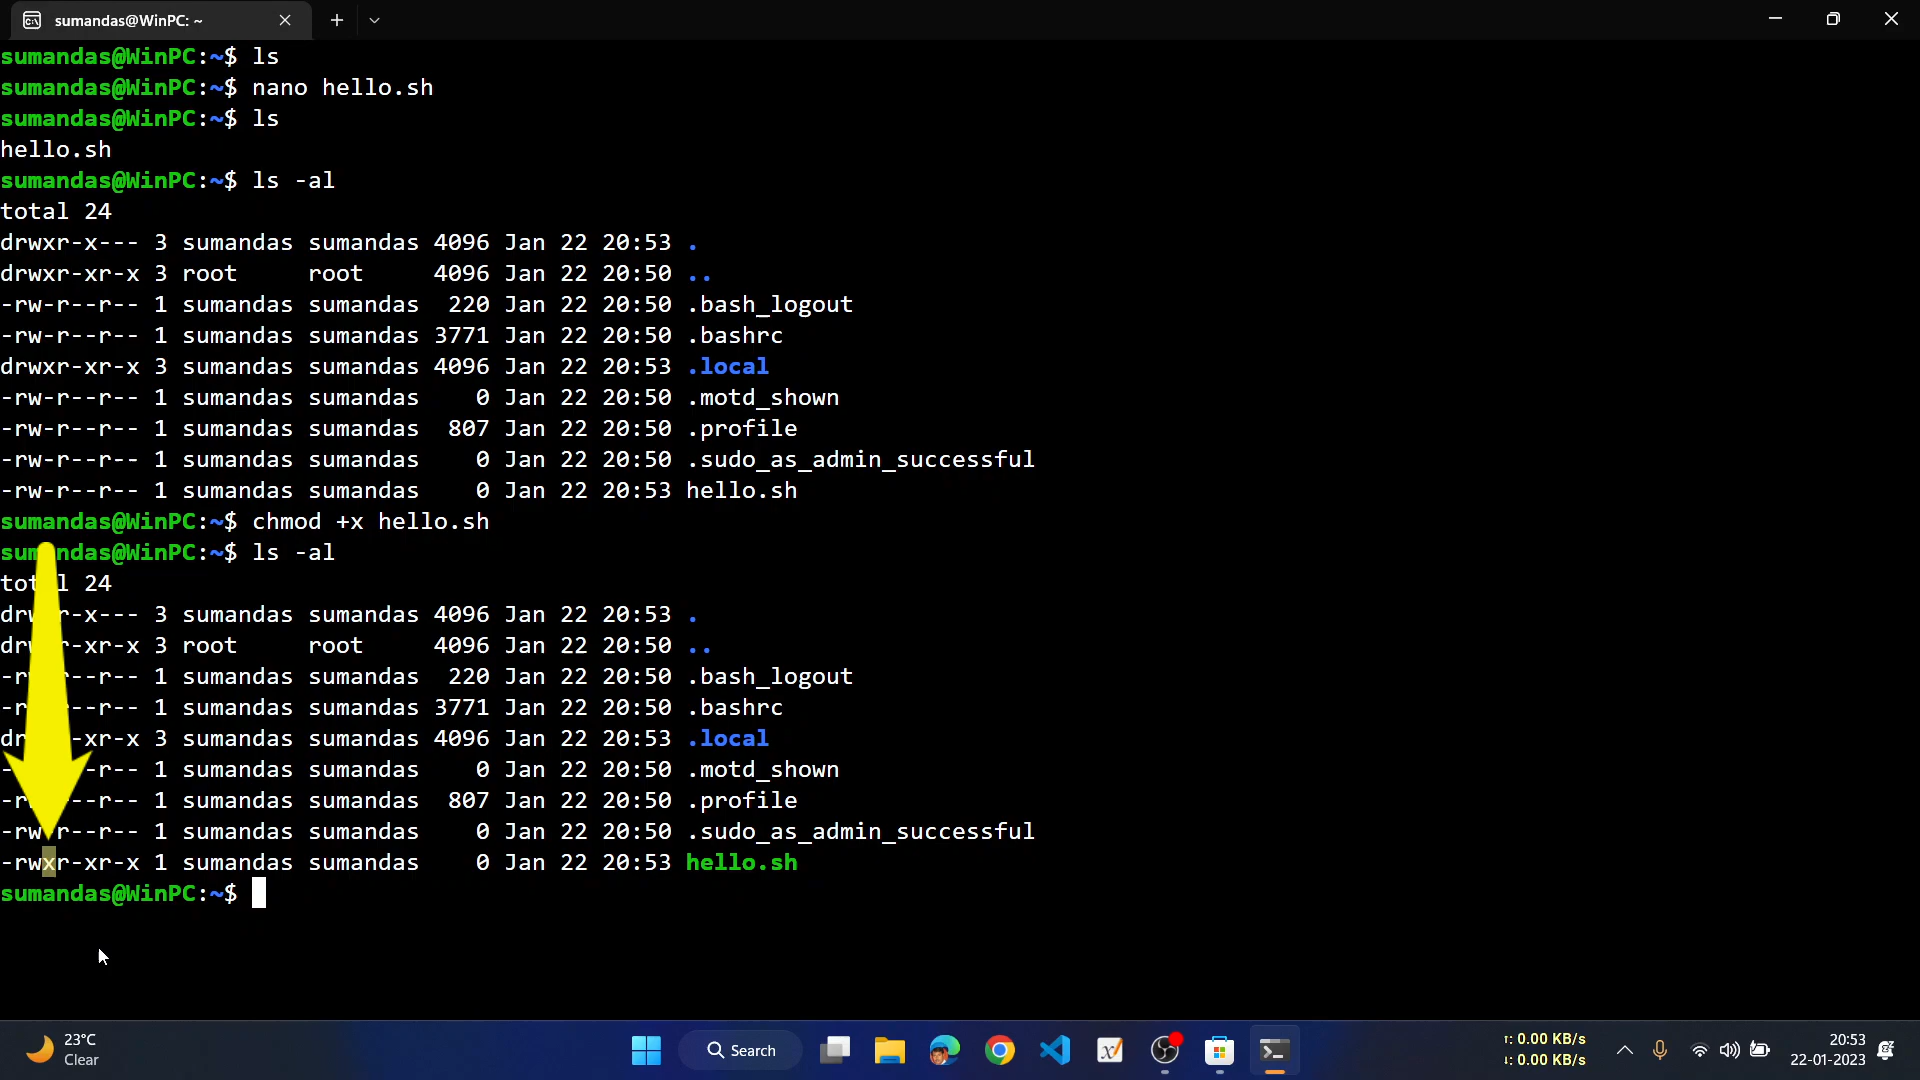 sumandas@WinPC: ~
sumandas@WinPC:~$ ls
sumandas@WinPC:~$ nano hello.sh
sumandas@WinPC:~$ ls
hello.sh
sumandas@WinPC:~$ ls -al
total 24
drwxr-x--- 3 sumandas sumandas 4096 Jan 22 20:53 .
drwxr-xr-x 3 root     root     4096 Jan 22 20:50 ..
-rw-r--r-- 1 sumandas sumandas  220 Jan 22 20:50 .bash_logout
-rw-r--r-- 1 sumandas sumandas 3771 Jan 22 20:50 .bashrc
drwxr-xr-x 3 sumandas sumandas 4096 Jan 22 20:53 .local
-rw-r--r-- 1 sumandas sumandas    0 Jan 22 20:50 .motd_shown
-rw-r--r-- 1 sumandas sumandas  807 Jan 22 20:50 .profile
-rw-r--r-- 1 sumandas sumandas    0 Jan 22 20:50 .sudo_as_admin_successful
-rw-r--r-- 1 sumandas sumandas    0 Jan 22 20:53 hello.sh
sumandas@WinPC:~$ chmod +x hello.sh
sumandas@WinPC:~$ ls -al
total 24
3 sumandas sumandas 4096 Jan 22 20:53 .
3 root     root     4096 Jan 22 20:50 ..
1 sumandas sumandas  220 Jan 22 20:50 .bash_logout
1 sumandas sumandas 3771 Jan 22 20:50 .bashrc
3 sumandas sumandas 4096 Jan 22 20:53 .local
1 sumandas sumandas    0 Jan 22 20:50 .motd_shown
1 sumandas sumandas  807 Jan 22 20:50 .profile
-rw-r--r-- 1 sumandas sumandas    0 Jan 22 20:50 .sudo_as_admin_successful
-rwxr-xr-x 1 sumandas sumandas    0 Jan 22 20:53 hello.sh
sumandas@WinPC:~$
23°C
Clear
Search
↑: 0.00 KB/s
↓: 0.00 KB/s
20:53
22-01-2023